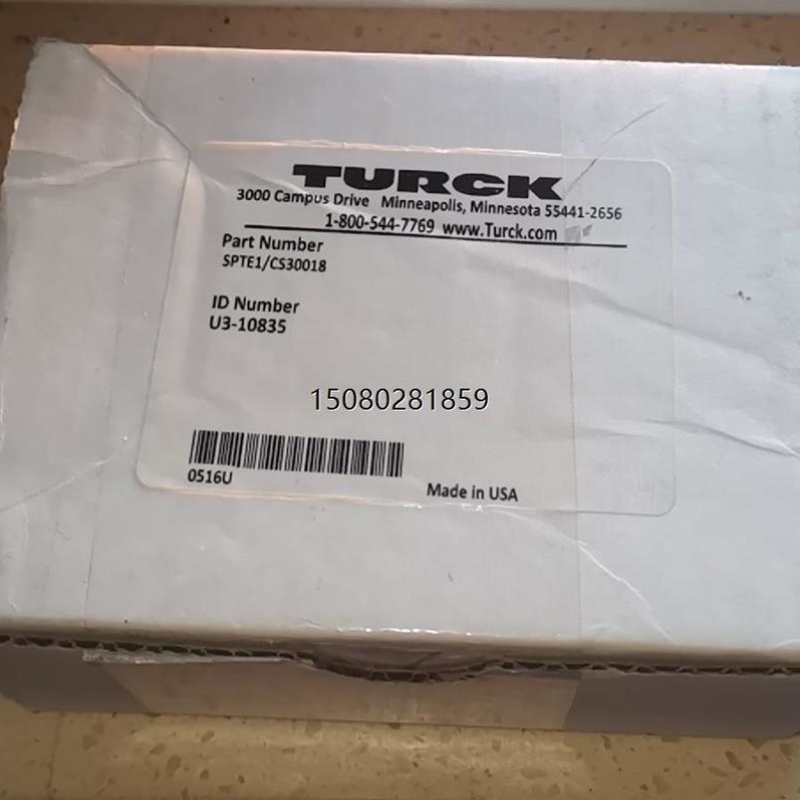 TURCK
3000 Campus Drive Minneapolis, Minnesota 55441-2656
1-800-544-7769 www.Turck.com
Part Number
SPTE1/CS30018
ID Number
U3-10835
15080281859
0516U
Made in USA